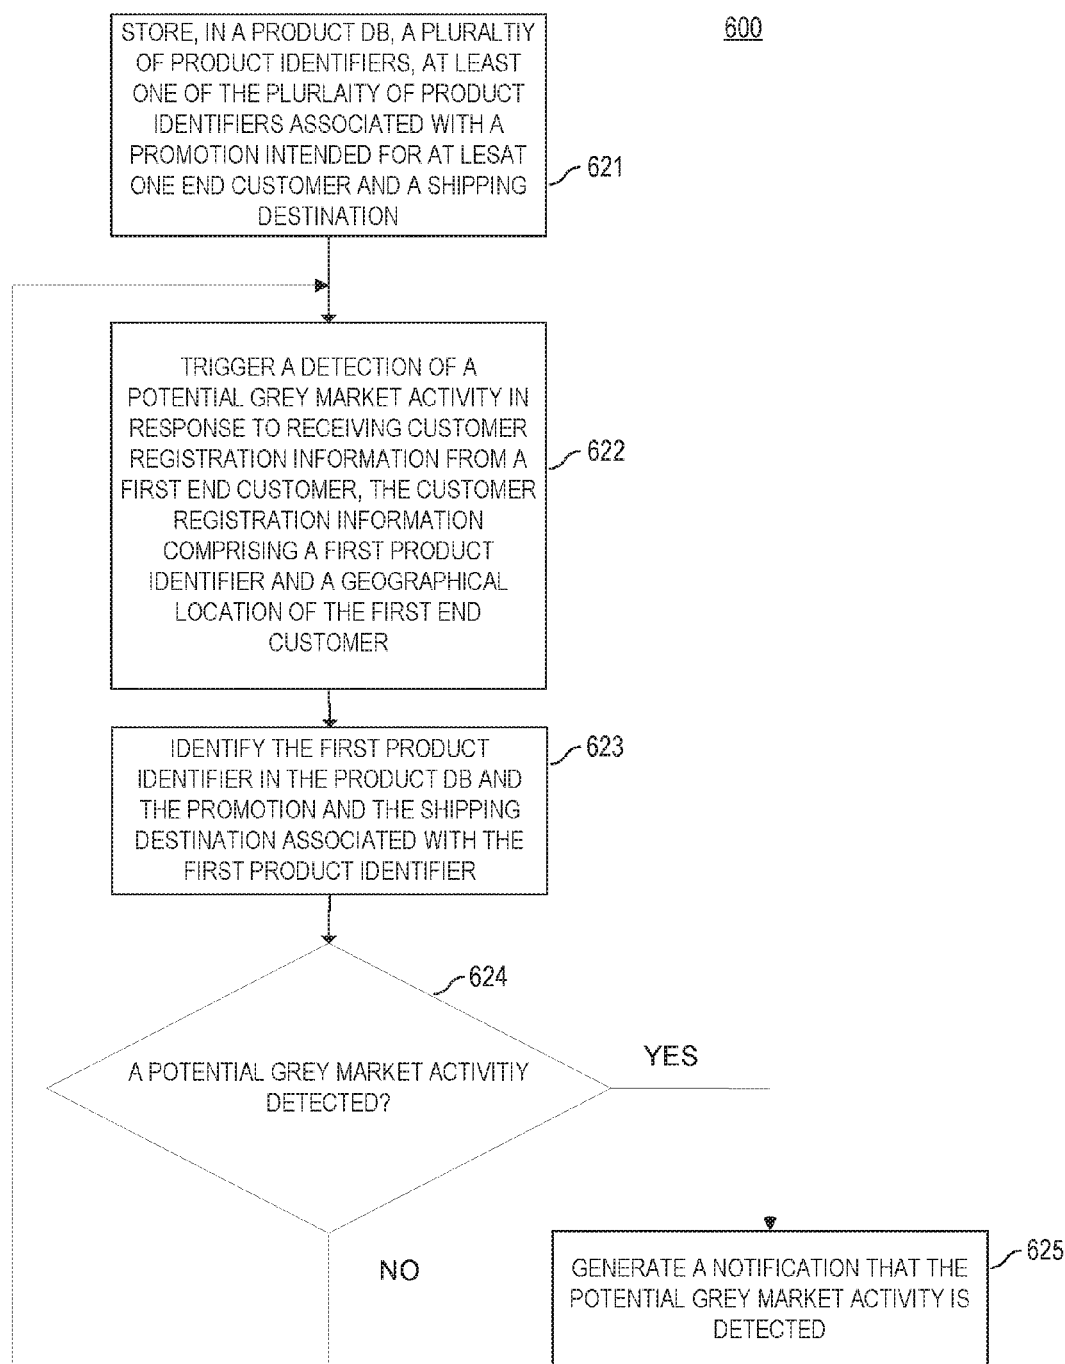 600
STORE, IN A PRODUCT DB, A PLURALTIY
OF PRODUCT IDENTIFIERS, AT LEAST
ONE OF THE PLURLAITY OF PRODUCT
IDENTIFIERS ASSOCIATED WITH A
PROMOTION INTENDED FOR AT LESAT
ONE END CUSTOMER AND A SHIPPING
DESTINATION
621
TRIGGER A DETECTION OF A
POTENTIAL GREY MARKET ACTIVITY IN
RESPONSE TO RECEIVING CUSTOMER
REGISTRATION INFORMATION FROM A
FIRST END CUSTOMER, THE CUSTOMER
REGISTRATION INFORMATION
COMPRISING A FIRST PRODUCT
IDENTIFIER AND A GEOGRAPHICAL
LOCATION OF THE FIRST END
CUSTOMER
622
IDENTIFY THE FIRST PRODUCT
IDENTIFIER IN THE PRODUCT DB AND
THE PROMOTION AND THE SHIPPING
DESTINATION ASSOCIATED WITH THE
FIRST PRODUCT IDENTIFIER
623
624
A POTENTIAL GREY MARKET ACTIVITIY
DETECTED?
YES
NO
GENERATE A NOTIFICATION THAT THE
POTENTIAL GREY MARKET ACTIVITY IS
DETECTED
625